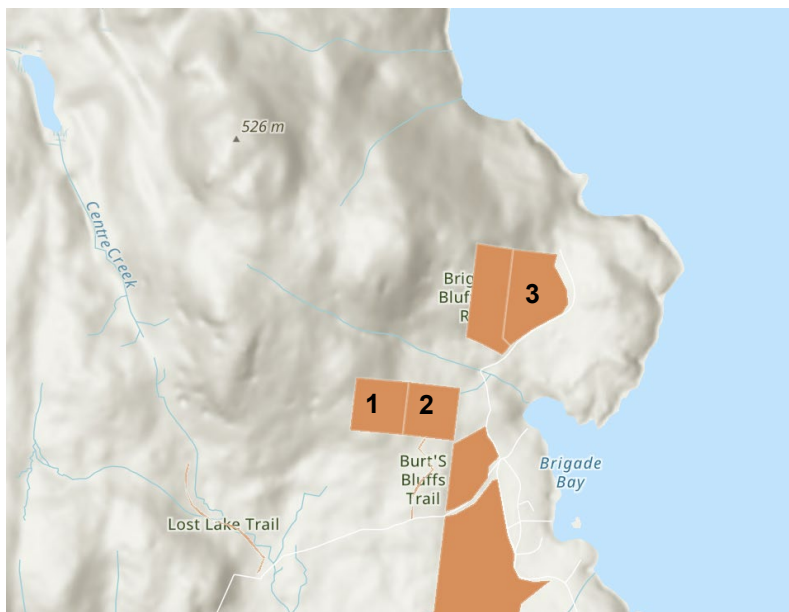 526 m
Centre Creek
Brig
Bluf
R
3
1
2
Burt'S
Bluffs
Trail
Brigade
Bay
Lost Lake Trail